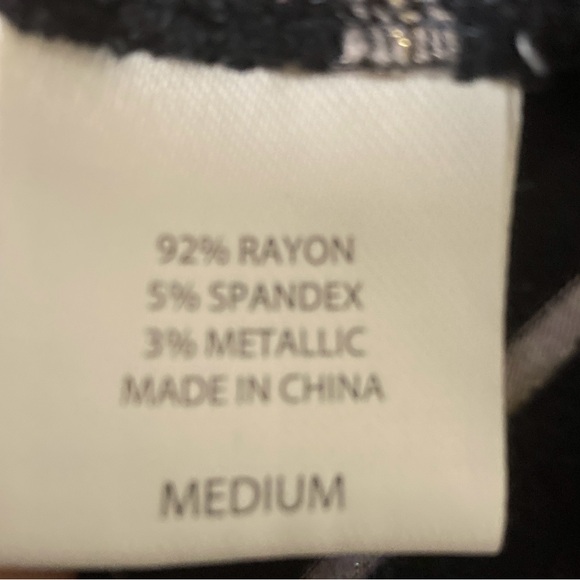 92% RAYON
5% SPANDEX
3% METALLIC
MADE IN CHINA
MEDIUM